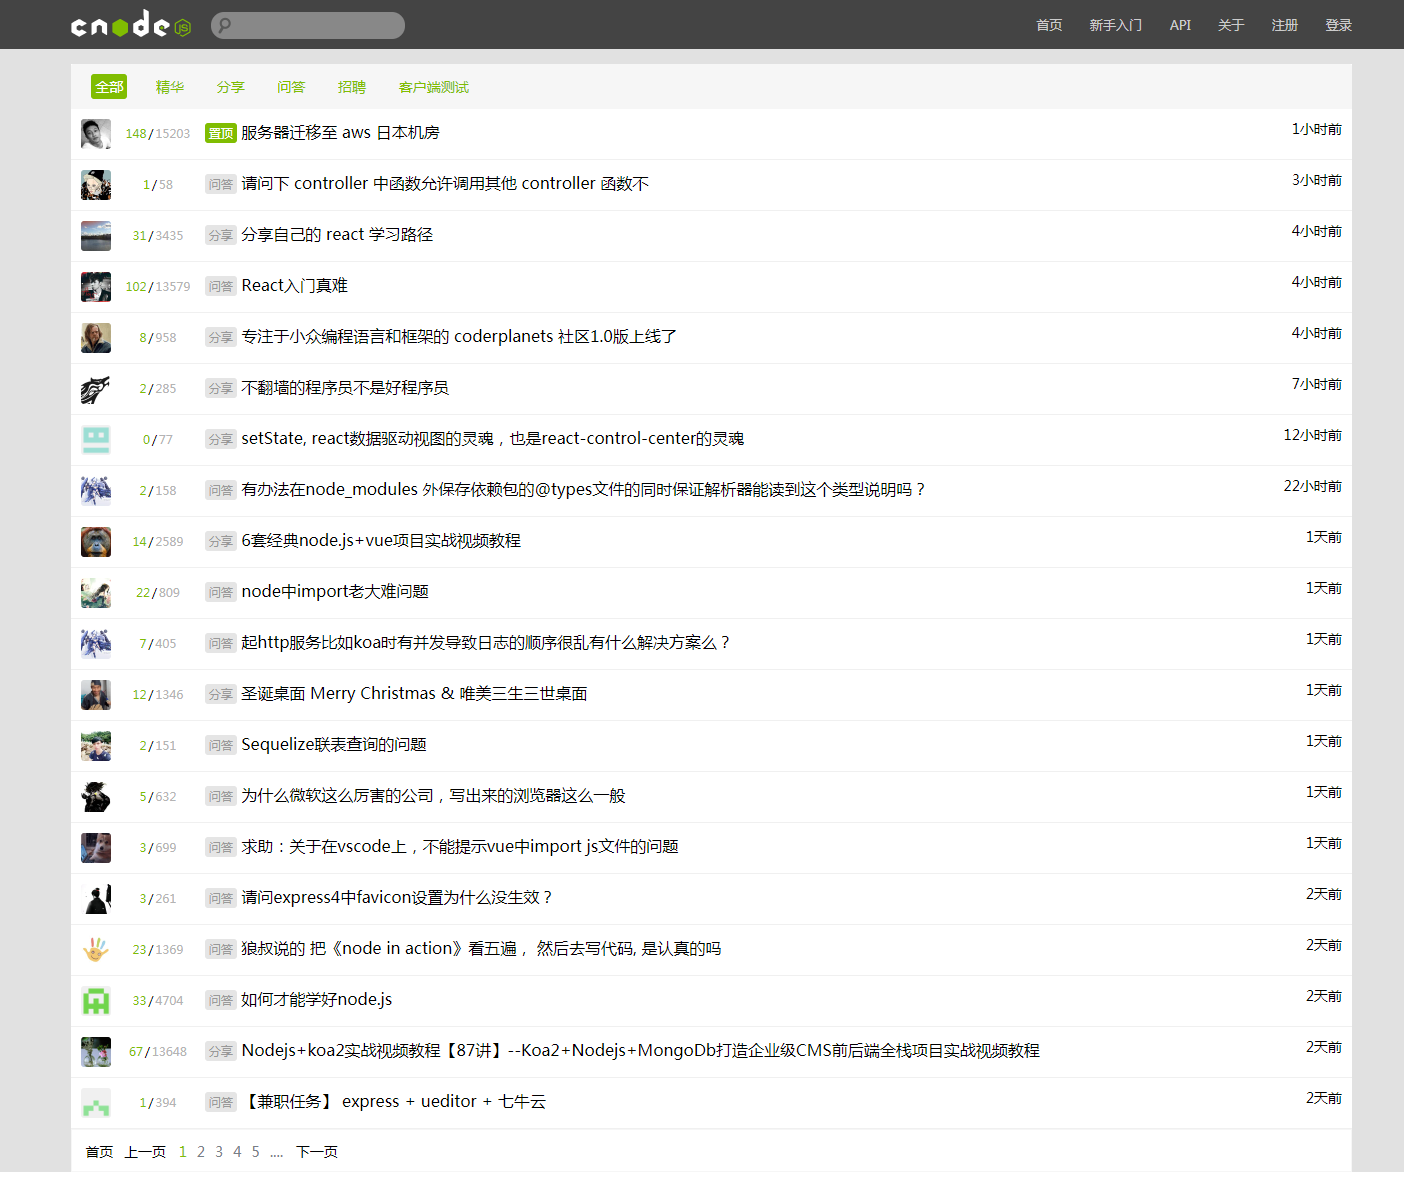 cnode JS 首页 新手入门 API 关于 注册 登录
全部 精华 分享 问答 招聘 客户端测试
148/15203 置顶 服务器迁移至 aws 日本机房 1小时前
1/58 问答 请问下 controller 中函数允许调用其他 controller 函数不 3小时前
31/3435 分享 分享自己的 react 学习路径 4小时前
102/13579 问答 React入门真难 4小时前
8/958 分享 专注于小众编程语言和框架的 coderplanets 社区1.0版上线了 4小时前
2/285 分享 不翻墙的程序员不是好程序员 7小时前
0/77 分享 setState, react数据驱动视图的灵魂，也是react-control-center的灵魂 12小时前
2/158 问答 有办法在node_modules 外保存依赖包的@types文件的同时保证解析器能读到这个类型说明吗？ 22小时前
14/2589 分享 6套经典node.js+vue项目实战视频教程 1天前
22/809 问答 node中import老大难问题 1天前
7/405 问答 起http服务比如koa时有并发导致日志的顺序很乱有什么解决方案么？ 1天前
12/1346 分享 圣诞桌面 Merry Christmas & 唯美三生三世桌面 1天前
2/151 问答 Sequelize联表查询的问题 1天前
5/632 问答 为什么微软这么厉害的公司，写出来的浏览器这么一般 1天前
3/699 问答 求助：关于在vscode上，不能提示vue中import js文件的问题 1天前
3/261 问答 请问express4中favicon设置为什么没生效？ 2天前
23/1369 问答 狼叔说的 把《node in action》看五遍， 然后去写代码, 是认真的吗 2天前
33/4704 问答 如何才能学好node.js 2天前
67/13648 分享 Nodejs+koa2实战视频教程【87讲】--Koa2+Nodejs+MongoDb打造企业级CMS前后端全栈项目实战视频教程 2天前
1/394 问答 【兼职任务】 express + ueditor + 七牛云 2天前
首页 上一页 1 2 3 4 5 .... 下一页